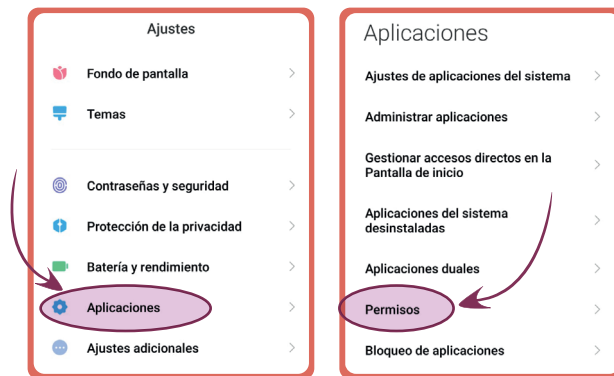 Ajustes
Fondo de pantalla
Temas
Contraseñas y seguridad
Protección de la privacidad
Batería y rendimiento
Aplicaciones
Ajustes adicionales
Aplicaciones
Ajustes de aplicaciones del sistema
Administrar aplicaciones
Gestionar accesos directos en la
Pantalla de inicio
Aplicaciones del sistema
desinstaladas
Aplicaciones duales
Permisos
Bloqueo de aplicaciones